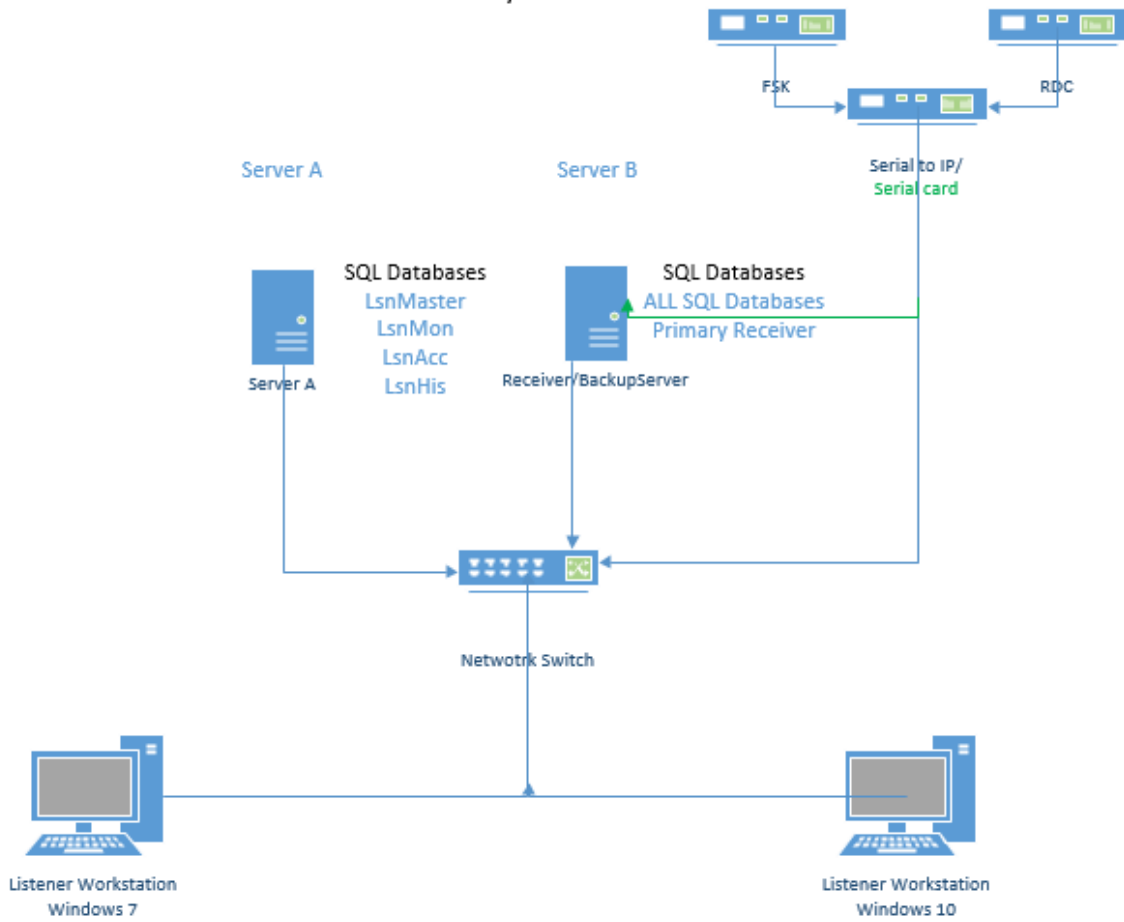 FSK
RDC
Serial to IP/
Serial card
Server A
Server B
SQL Databases
LsnMaster
LsnMon
LsnAcc
LsnHis
Server A
SQL Databases
ALL SQL Databases
Primary Receiver
Receiver/BackupServer
Netwotrk Switch
Listener Workstation
Windows 7
Listener Workstation
Windows 10